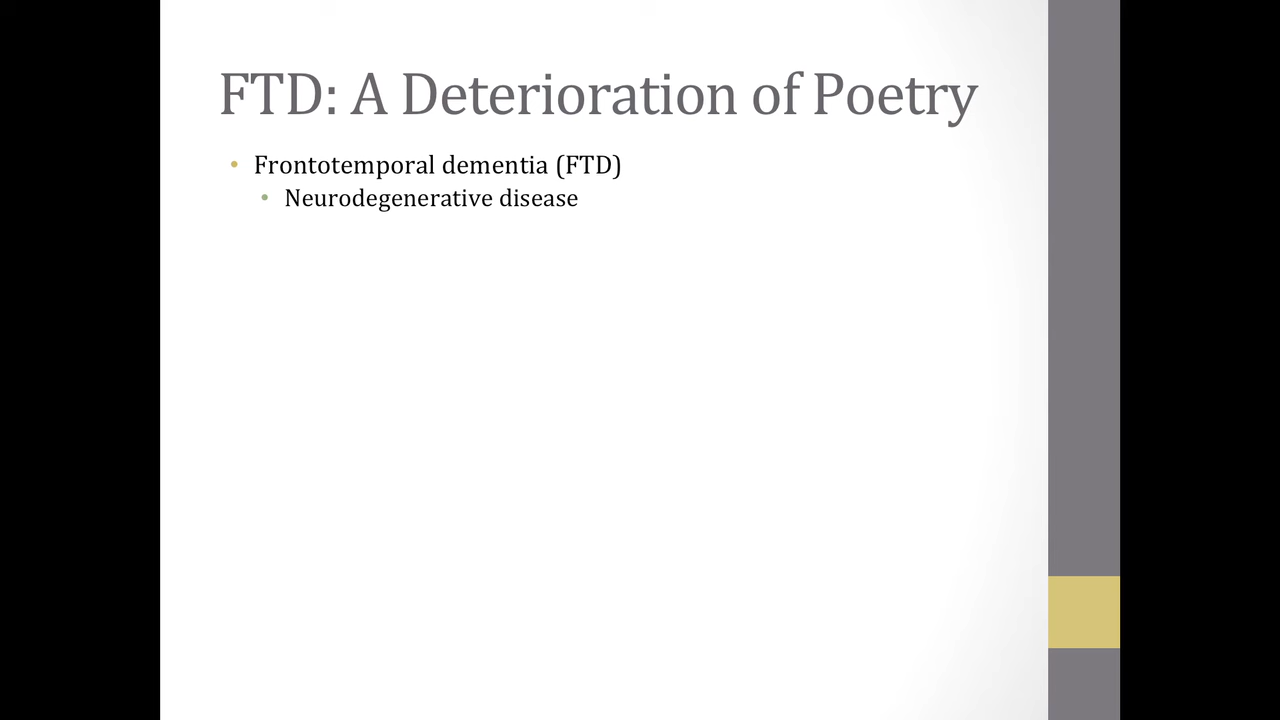 FTD: A Deterioration of Poetry
• Frontotemporal dementia (FTD)
• Neurodegenerative disease